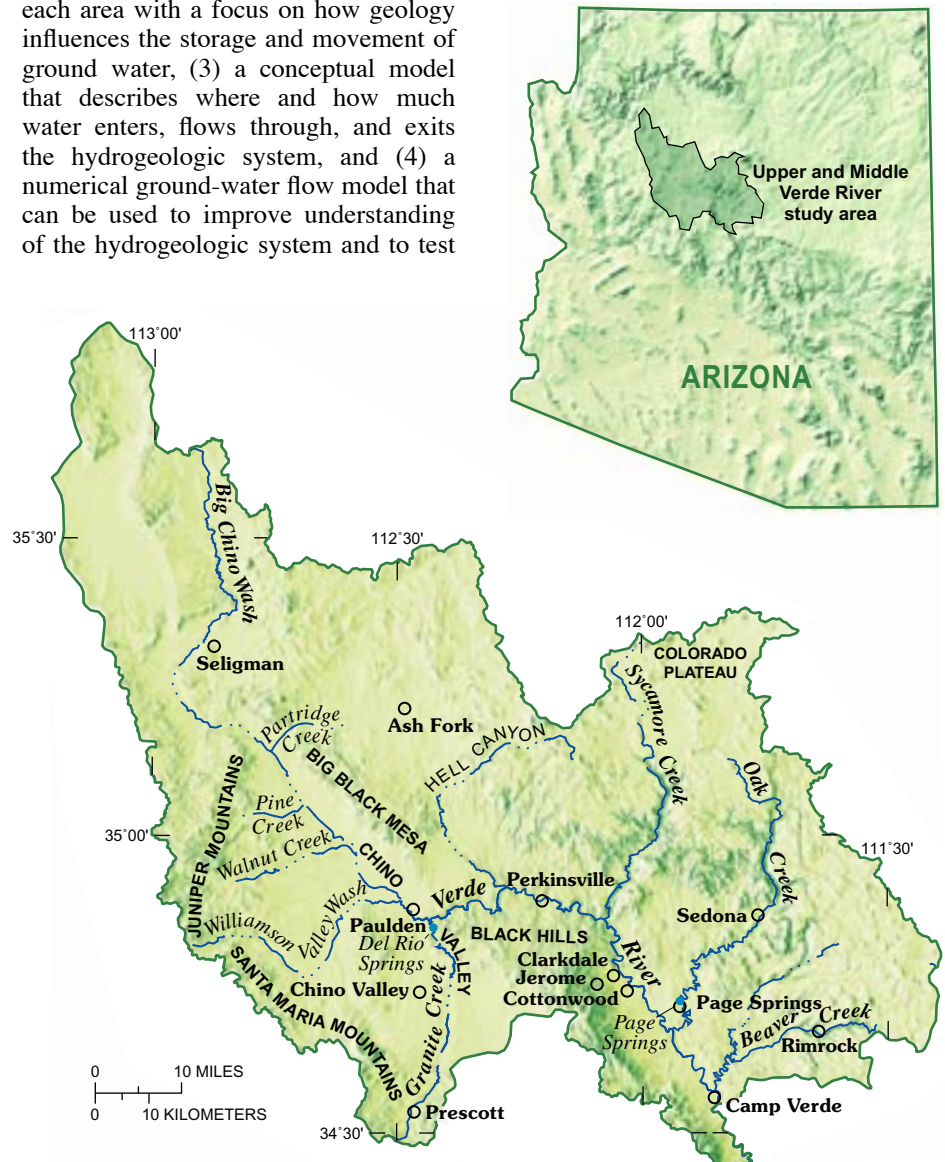 each area with a focus on how geology
influences the storage and movement of
ground water, (3) a conceptual model
that describes where and how much
water enters, flows through, and exits
the hydrogeologic system, and (4) a
numerical ground-water flow model that
can be used to improve understanding
of the hydrogeologic system and to test
Upper and Middle
Verde River
study area
ARIZONA
113°00'
35°30'
Big Chino Wash
112°30'
Seligman
112°00'
COLORADO
PLATEAU
Partridge
Creek
Ash Fork
HELL CANYON
Sycamore Creek
Oak Creek
BIG BLACK MESA
JUNIPER MOUNTAINS
Pine
Creek
35°00'
111°30'
Walnut Creek
CHINO VALLEY
Verde River
Perkinsville
Williamson
Valley Wash
Paulden
Del Rio
Springs
Sedona
BLACK HILLS
Clarkdale
Jerome
Cottonwood
SANTA MARIA MOUNTAINS
Chino Valley
Granite Creek
Page Springs
Page
Springs
Beaver Creek
Rimrock
0 10 MILES
0 10 KILOMETERS
Prescott
Camp Verde
34°30'